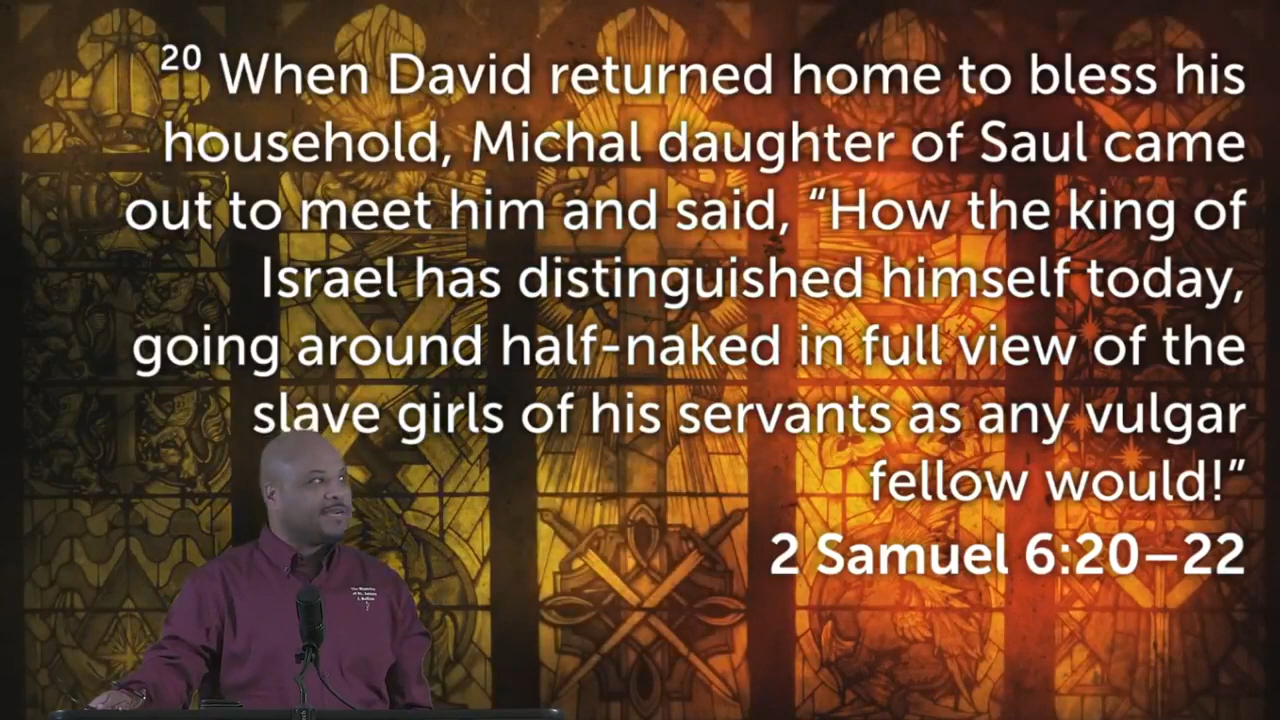 20 When David returned home to bless his
household, Michal daughter of Saul came
out to meet him and said, “How the king of
Israel has distinguished himself today,
going around half-naked in full view of the
slave girls of his servants as any vulgar
fellow would!”
2 Samuel 6:20–22